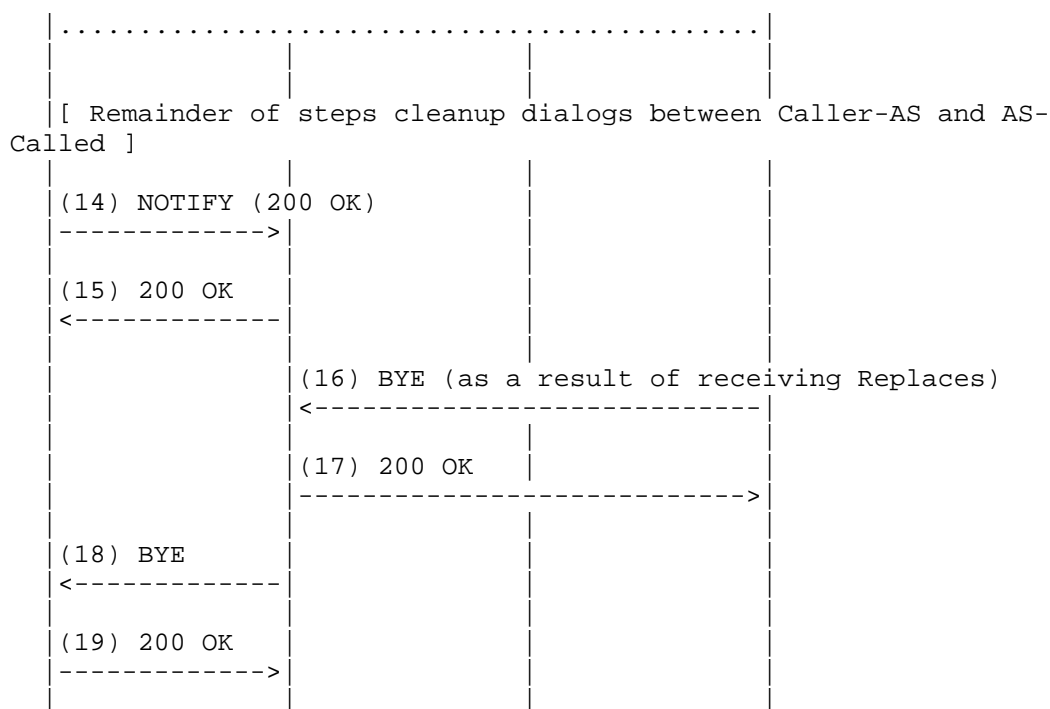 |............................................|
[ Remainder of steps cleanup dialogs between Caller-AS and AS-
Called ]
(14) NOTIFY (200 OK)
|------------->|
(15) 200 OK
|<-------------|
(16) BYE (as a result of receiving Replaces)
|<----------------------------|
(17) 200 OK
|---------------------------->|
(18) BYE
|<-------------|
(19) 200 OK
|------------->|